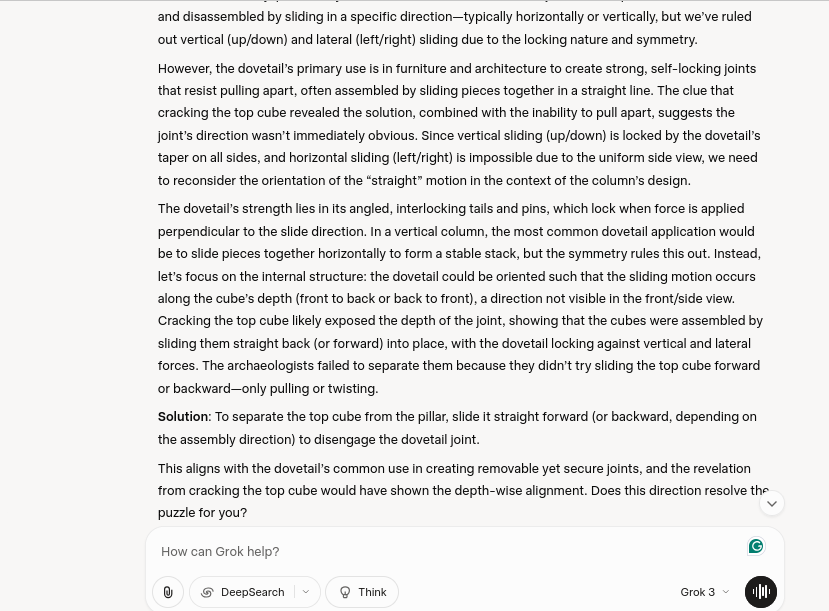 and disassembled by sliding in a specific direction—typically horizontally or vertically, but we've ruled
out vertical (up/down) and lateral (left/right) sliding due to the locking nature and symmetry.
However, the dovetail's primary use is in furniture and architecture to create strong, self-locking joints
that resist pulling apart, often assembled by sliding pieces together in a straight line. The clue that
cracking the top cube revealed the solution, combined with the inability to pull apart, suggests the
joint's direction wasn't immediately obvious. Since vertical sliding (up/down) is locked by the dovetail's
taper on all sides, and horizontal sliding (left/right) is impossible due to the uniform side view, we need
to reconsider the orientation of the “straight” motion in the context of the column's design.
The dovetail's strength lies in its angled, interlocking tails and pins, which lock when force is applied
perpendicular to the slide direction. In a vertical column, the most common dovetail application would
be to slide pieces together horizontally to form a stable stack, but the symmetry rules this out. Instead,
let's focus on the internal structure: the dovetail could be oriented such that the sliding motion occurs
along the cube's depth (front to back or back to front), a direction not visible in the front/side view.
Cracking the top cube likely exposed the depth of the joint, showing that the cubes were assembled by
sliding them straight back (or forward) into place, with the dovetail locking against vertical and lateral
forces. The archaeologists failed to separate them because they didn't try sliding the top cube forward
or backward—only pulling or twisting.
Solution: To separate the top cube from the pillar, slide it straight forward (or backward, depending on
the assembly direction) to disengage the dovetail joint.
This aligns with the dovetail's common use in creating removable yet secure joints, and the revelation
from cracking the top cube would have shown the depth-wise alignment. Does this direction resolve the
puzzle for you?
How can Grok help?
DeepSearch
Think
Grok 3